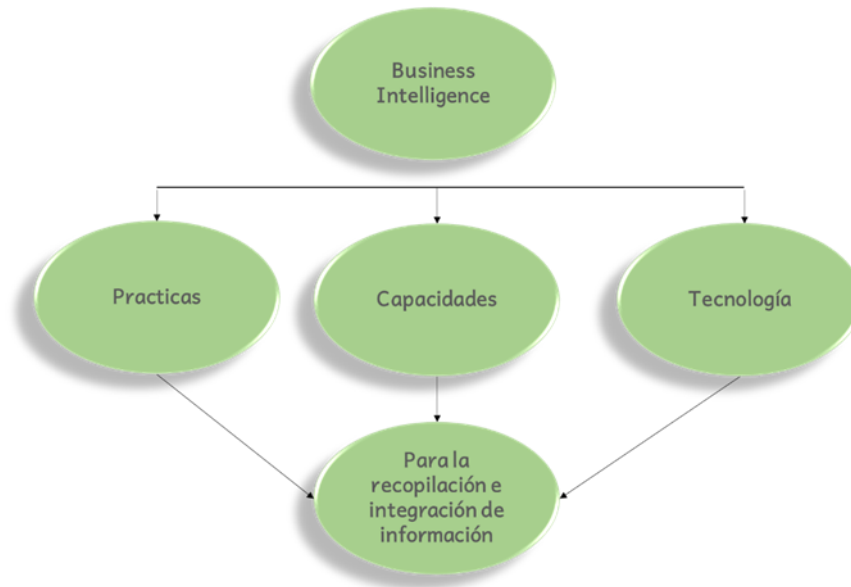 Business
Intelligence
Practicas
Capacidades
Tecnología
Para la
recopilación e
integración de
información